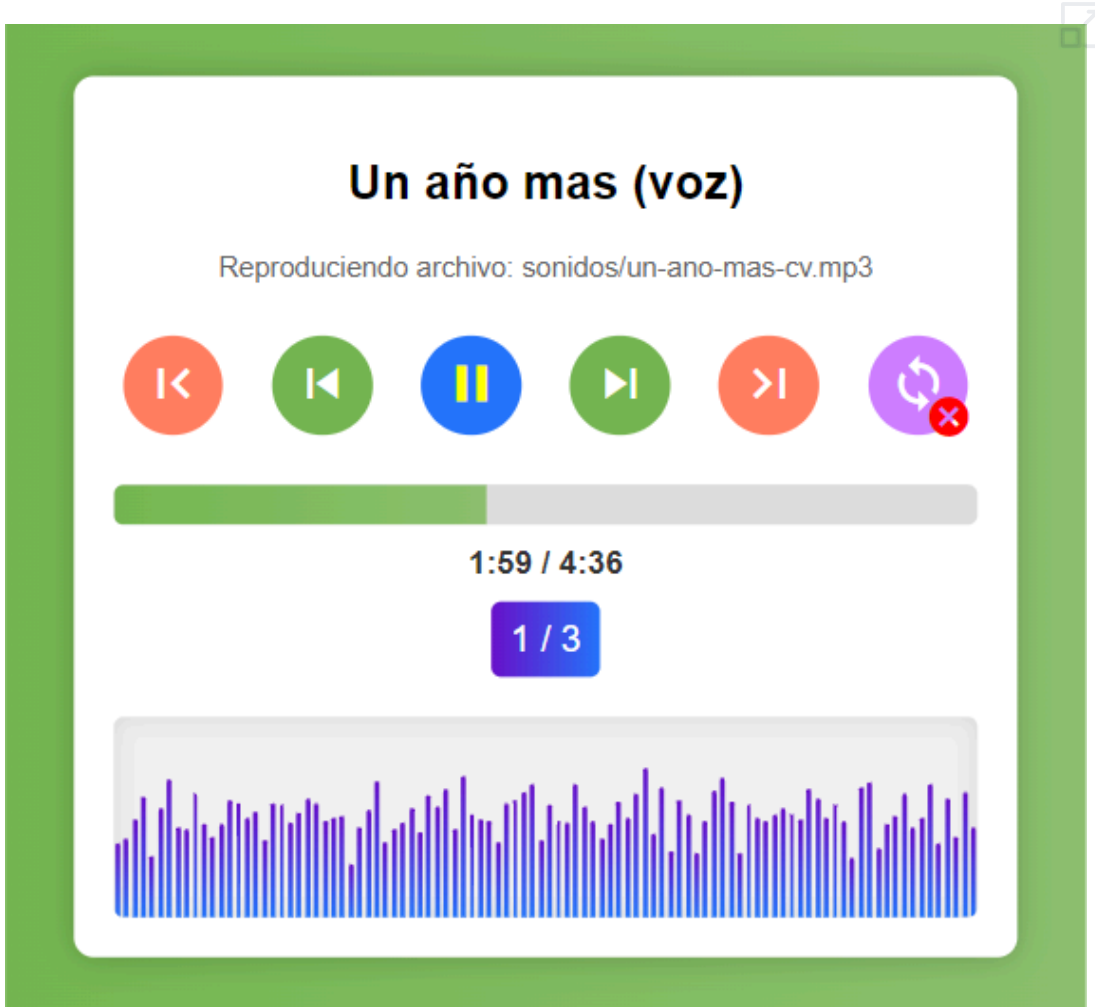 Un año mas (voz)
Reproduciendo archivo: sonidos/un-ano-mas-cv.mp3
1:59 / 4:36
1 / 3